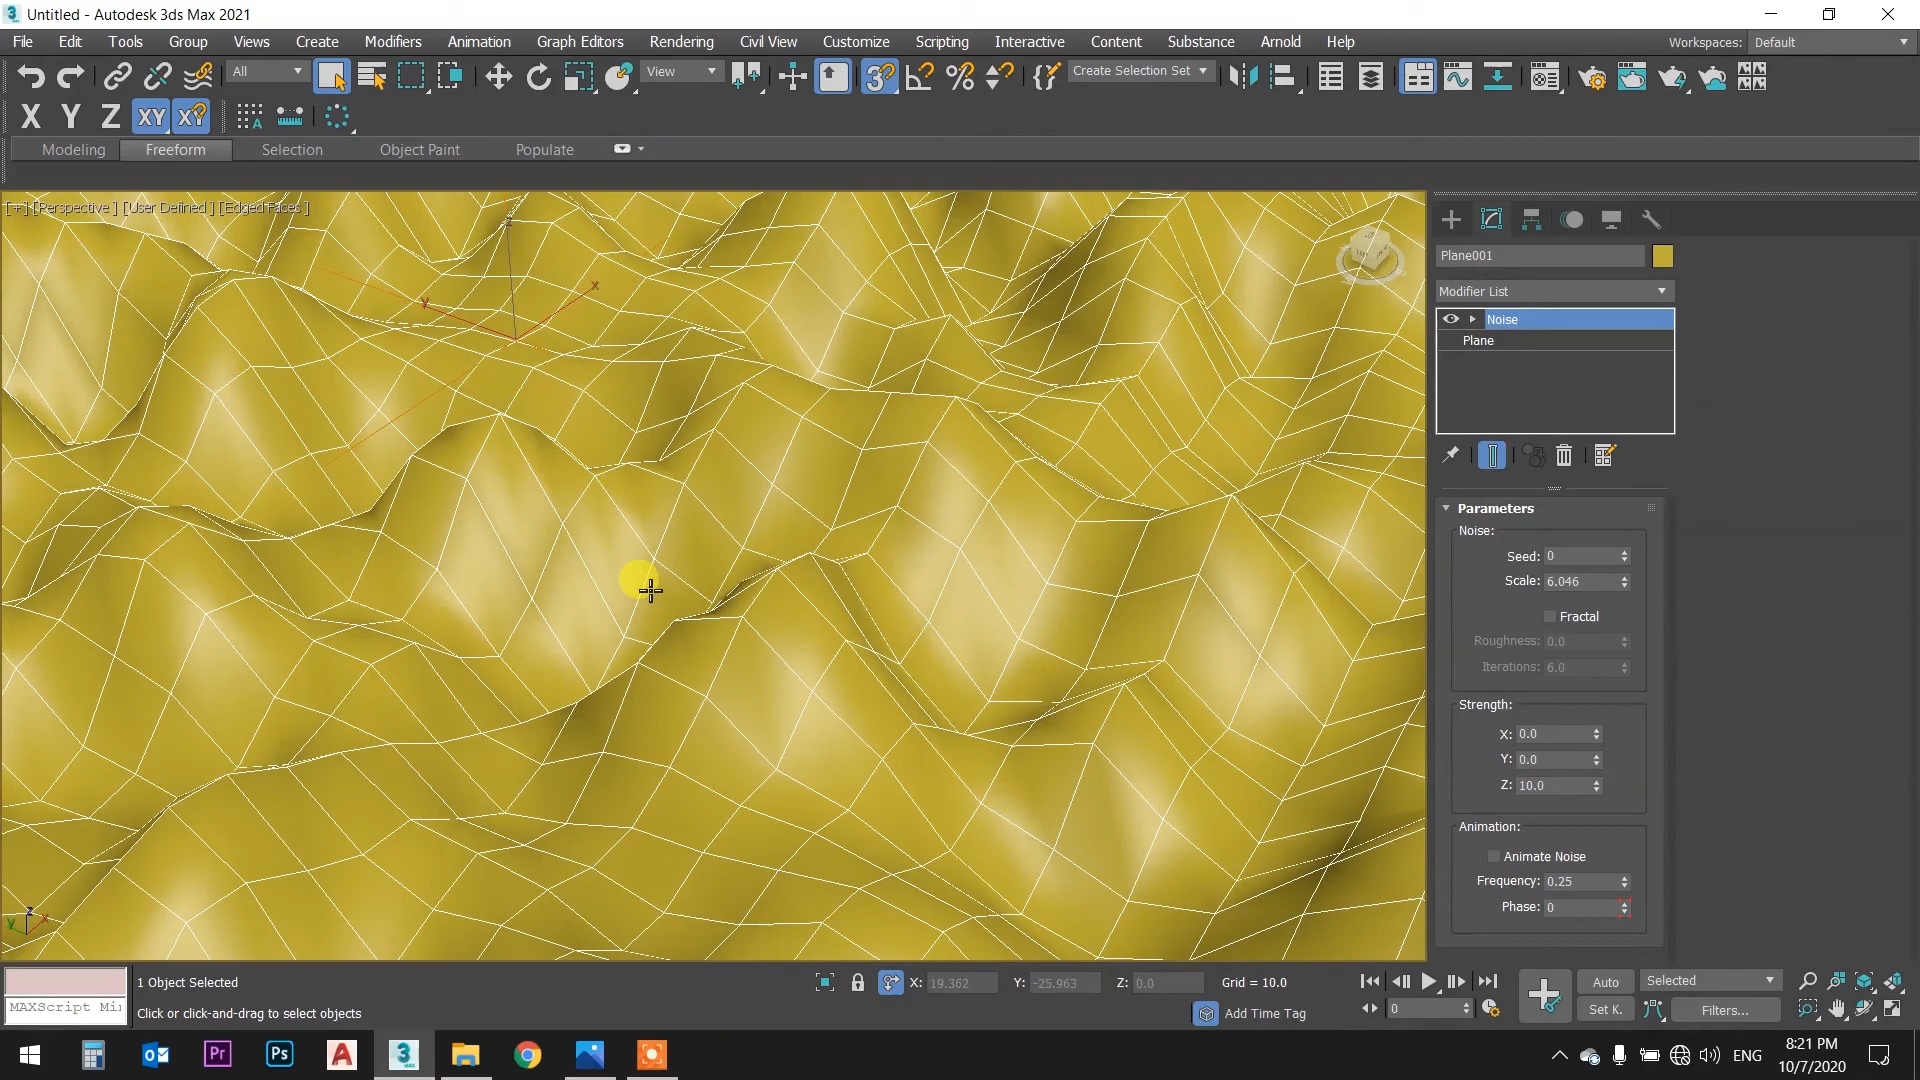 Untitled - Autodesk 3ds Max 2021
File Edit Tools Group Views Create Modifiers Animation Graph Editors Rendering Civil View Customize Scripting Interactive Content Substance Arnold Help Workspaces: Default
All View Create Selection Set
X Y Z XY
Modeling Freeform Selection Object Paint Populate
[ + ] [Perspective ] [User Defined ] [Edged Faces ]
Plane001
Modifier List
Noise
Plane
Parameters
Noise:
Seed: 0
Scale: 6.046
Fractal
Roughness: 0.0
Iterations: 6.0
Strength:
X: 0.0
Y: 0.0
Z: 10.0
Animation:
Animate Noise
Frequency: 0.25
Phase: 0
1 Object Selected X: 19.362 Y: -25.963 Z: 0.0 Grid = 10.0 Auto Selected
MAXScript Mi
Click or click-and-drag to select objects Add Time Tag 0 Set K. Filters...
ENG
8:21 PM
10/7/2020